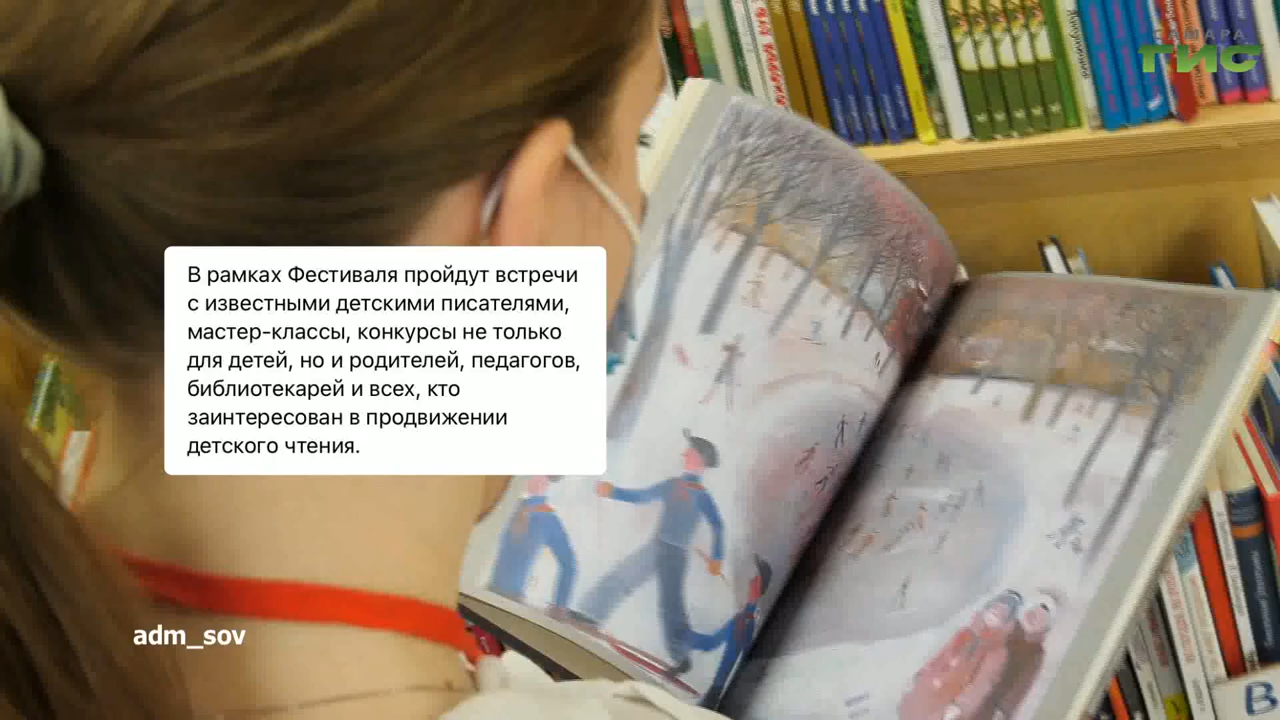 САМАРА
ГИС
В рамках Фестиваля пройдут встречи
с известными детскими писателями,
мастер-классы, конкурсы не только
для детей, но и родителей, педагогов,
библиотекарей и всех, кто
заинтересован в продвижении
детского чтения.
adm_sov
В